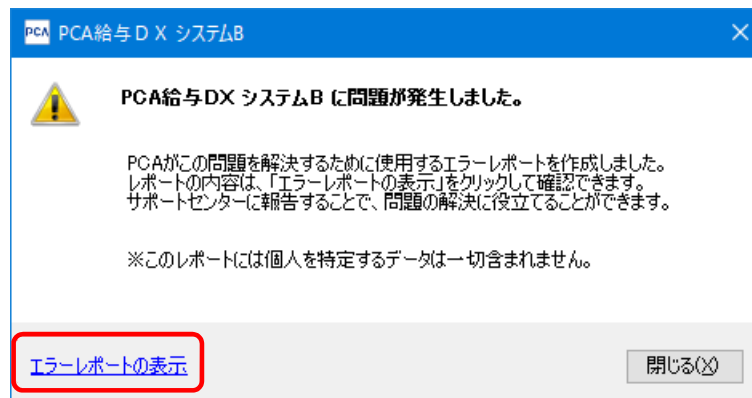 PCA PCA給与ＤＸ システムB
PCA給与DX システムB に問題が発生しました。
PCAがこの問題を解決するために使用するエラーレポートを作成しました。
レポートの内容は、「エラーレポートの表示」をクリックして確認できます。
サポートセンターに報告することで、問題の解決に役立てることができます。
※このレポートには個人を特定するデータは一切含まれません。
エラーレポートの表示
閉じる(X)